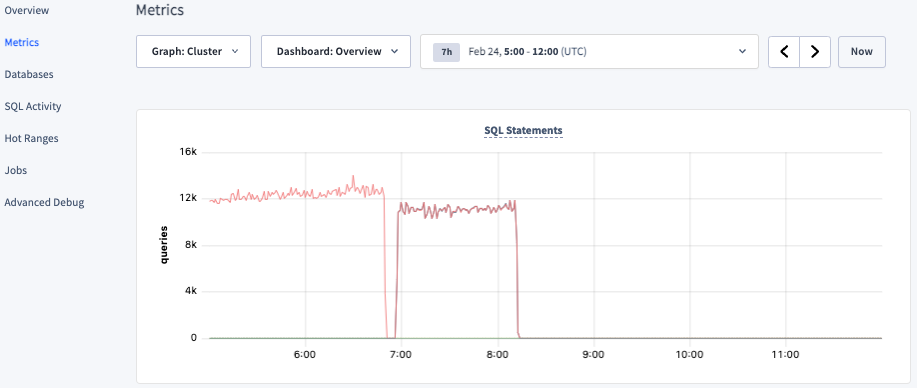 Overview
Metrics
Databases
SQL Activity
Hot Ranges
Jobs
Advanced Debug
Metrics
Graph: Cluster
Dashboard: Overview
7h Feb 24, 5:00 - 12:00 (UTC)
Now
SQL Statements
queries
16k
12k
8k
4k
0
6:00 7:00 8:00 9:00 10:00 11:00